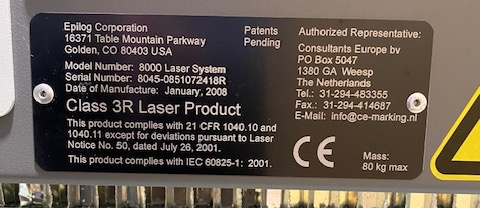 Epilog Corporation
16371 Table Mountain Parkway
Golden, CO 80403 USA
Patents
Pending
Model Number: 8000 Laser System
Serial Number: 8045-0851072418R
Date of Manufacture: January, 2008
Class 3R Laser Product
This product complies with 21 CFR 1040.10 and
1040.11 except for deviations pursuant to Laser
Notice No. 50, dated July 26, 2001.
This product complies with IEC 60825-1: 2001.
Authorized Representative:
Consultants Europe bv
PO Box 5047
1380 GA Weesp
The Netherlands
Tel.: 31-294-483355
Fax.: 31-294-414687
E-Mail: info@ce-marking.nl
CE
Mass:
80 kg max